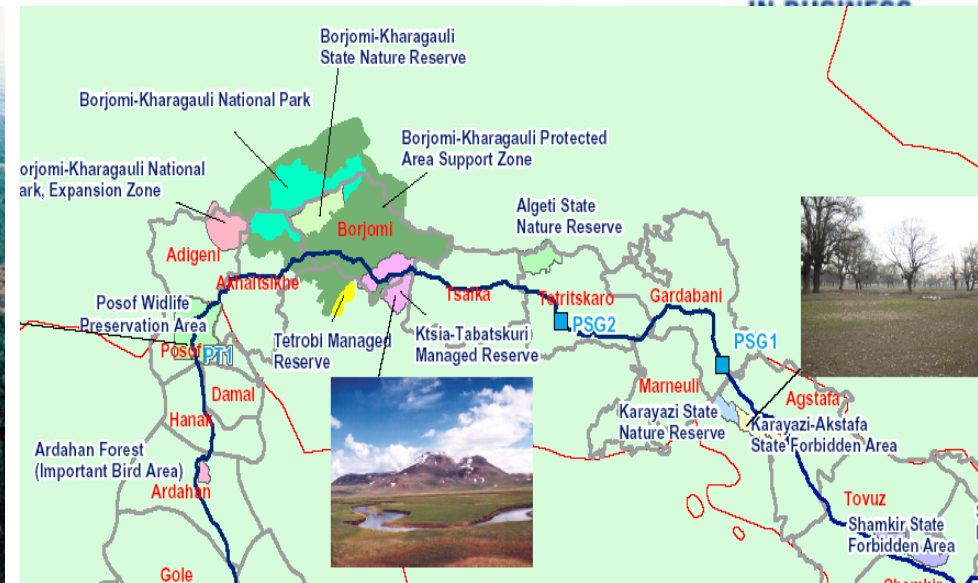 IN BUSINESS
Borjomi-Kharagauli
State Nature Reserve
Borjomi-Kharagauli National Park
Borjomi-Kharagauli Protected
Area Support Zone
orjomi-Kharagauli National
ark, Expansion Zone
Algeti State
Nature Reserve
Borjomi
Adigeni
Akhaltsikhe
Tsalka
Tetritskaro
Gardabani
Posof Widlife
Preservation Area
Tetrobi Managed
Reserve
Ktsia-Tabatskuri
Managed Reserve
PSG2
PSG1
Posof
PT1
Damal
Hanak
Marneuli
Agstafa
Karayazi State
Nature Reserve
Karayazi-Akstafa
State Forbidden Area
Ardahan Forest
(Important Bird Area)
Ardahan
Tovuz
Shamkir State
Forbidden Area
Gole